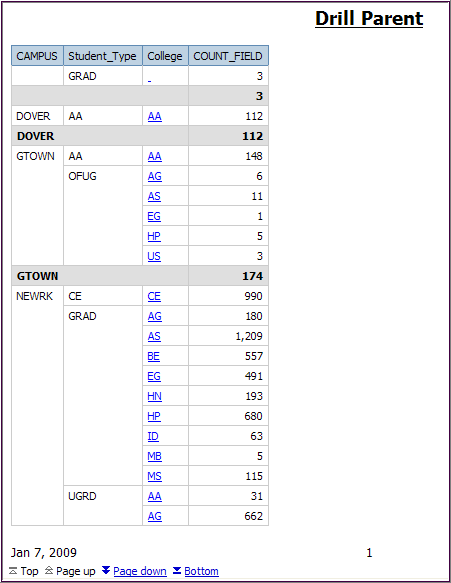 Drill Parent
CAMPUS Student_Type College COUNT_FIELD
GRAD _ 3
3
DOVER AA AA 112
DOVER 112
GTOWN AA AA 148
OFUG AG 6
AS 11
EG 1
HP 5
US 3
GTOWN 174
NEWRK CE CE 990
GRAD AG 180
AS 1,209
BE 557
EG 491
HN 193
HP 680
ID 63
MB 5
MS 115
UGRD AA 31
AG 662
Jan 7, 2009 1
Top Page up Page down Bottom